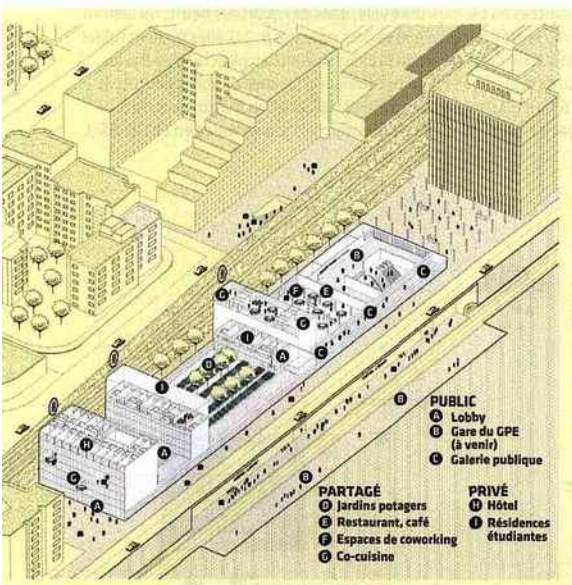 G
B
F
E
C
I
G
A
C
C
D
I
A
H
G
A
B
B
PUBLIC
A Lobby
B Gare du GPE
(à venir)
C Galerie publique
PARTAGÉ
D Jardins potagers
E Restaurant, café
F Espaces de coworking
G Co-cuisine
PRIVÉ
H Hôtel
I Résidences
étudiantes